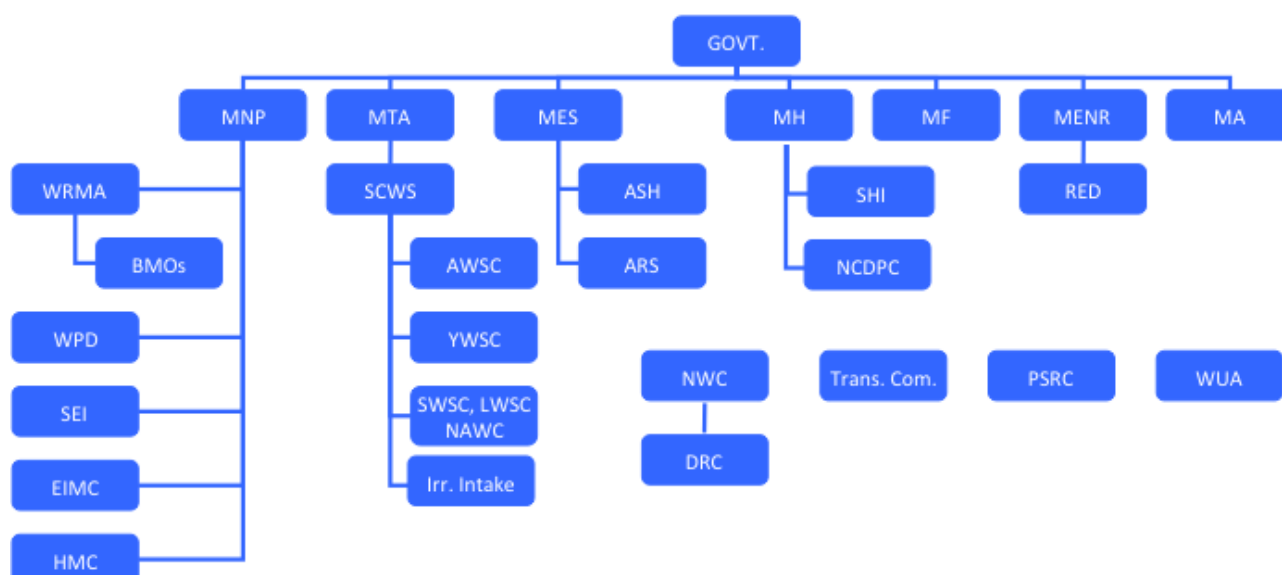 GOVT.
MNP
MTA
MES
MH
MF
MENR
MA
WRMA
SCWS
ASH
SHI
RED
BMOs
AWSC
ARS
NCDPC
WPD
YWSC
NWC
Trans. Com.
PSRC
WUA
SEI
SWSC, LWSC
NAWC
DRC
EIMC
Irr. Intake
HMC